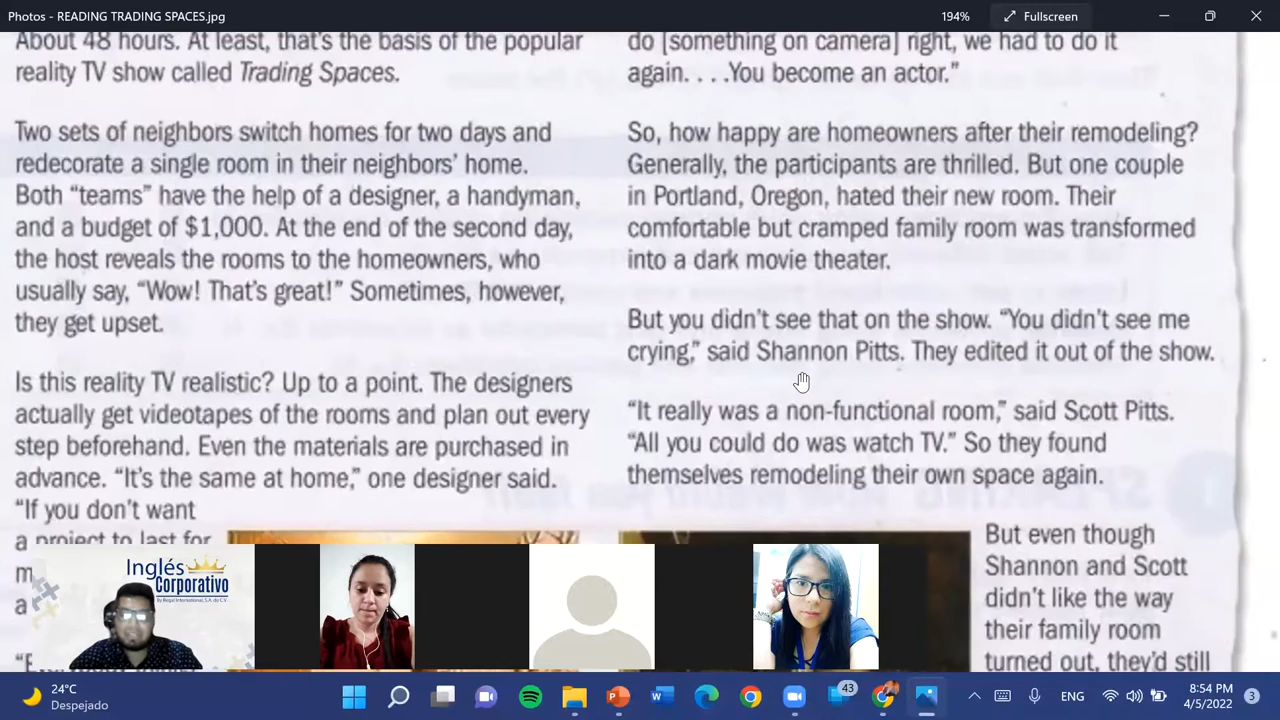 Photos - READING TRADING SPACES.jpg
194%
Fullscreen
About 48 hours. At least, that's the basis of the popular
reality TV show called Trading Spaces.
Two sets of neighbors switch homes for two days and
redecorate a single room in their neighbors' home.
Both “teams” have the help of a designer, a handyman,
and a budget of $1,000. At the end of the second day,
the host reveals the rooms to the homeowners, who
usually say, “Wow! That's great!” Sometimes, however,
they get upset.
Is this reality TV realistic? Up to a point. The designers
actually get videotapes of the rooms and plan out every
step beforehand. Even the materials are purchased in
advance. “It's the same at home,” one designer said.
“If you don't want
a project to last for
do [something on camera] right, we had to do it
again. . . .You become an actor.”
So, how happy are homeowners after their remodeling?
Generally, the participants are thrilled. But one couple
in Portland, Oregon, hated their new room. Their
comfortable but cramped family room was transformed
into a dark movie theater.
But you didn't see that on the show. “You didn't see me
crying,” said Shannon Pitts. They edited it out of the show.
“It really was a non-functional room,” said Scott Pitts.
“All you could do was watch TV.” So they found
themselves remodeling their own space again.
But even though
Shannon and Scott
didn't like the way
their family room
turned out, they'd still
Inglés
Corporativo
By Regal International, S.A. de C.V.
24°C
Despejado
43
ENG
8:54 PM
4/5/2022
3